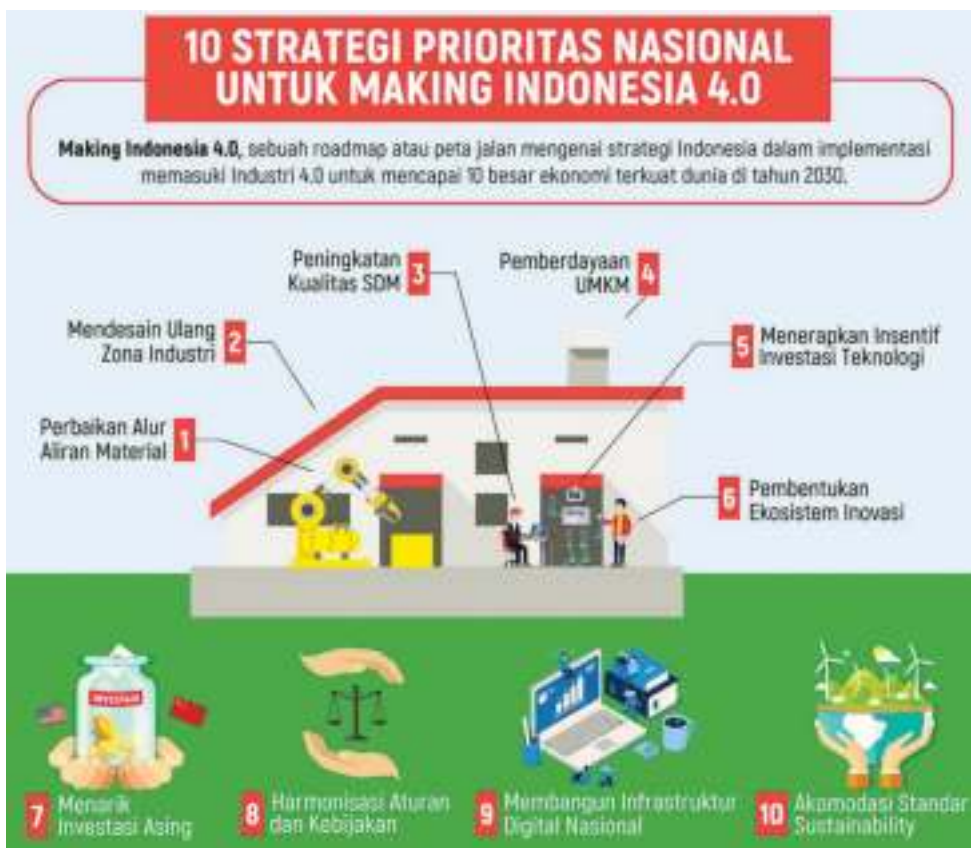 10 STRATEGI PRIORITAS NASIONAL
UNTUK MAKING INDONESIA 4.0
Making Indonesia 4.0, sebuah roadmap atau peta jalan mengenai strategi Indonesia dalam implementasi
memasuki Industri 4.0 untuk mencapai 10 besar ekonomi terkuat dunia di tahun 2030.
Peningkatan
Kualitas SDM
3
Pemberdayaan
UMKM
4
Mendesain Ulang
Zona Industri
2
5
Menerapkan Insentif
Investasi Teknologi
Perbaikan Alur
Aliran Material
1
6
Pembentukan
Ekosistem Inovasi
7
Menarik
Investasi Asing
8
Harmonisasi Aturan
dan Kebijakan
9
Membangun Infrastruktur
Digital Nasional
10
Akomodasi Standar
Sustainability